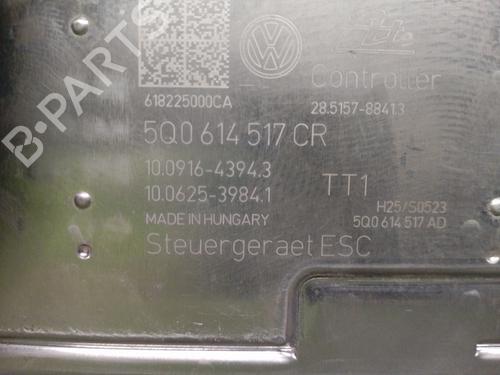 Controller
618225000CA
28.5157-8841.3
5Q0 614 517 CR
10.0916-4394.3
10.0625-3984.1
TT1
H25/S0523
MADE IN HUNGARY
5Q0 614 517 AD
Steuergeraet ESC